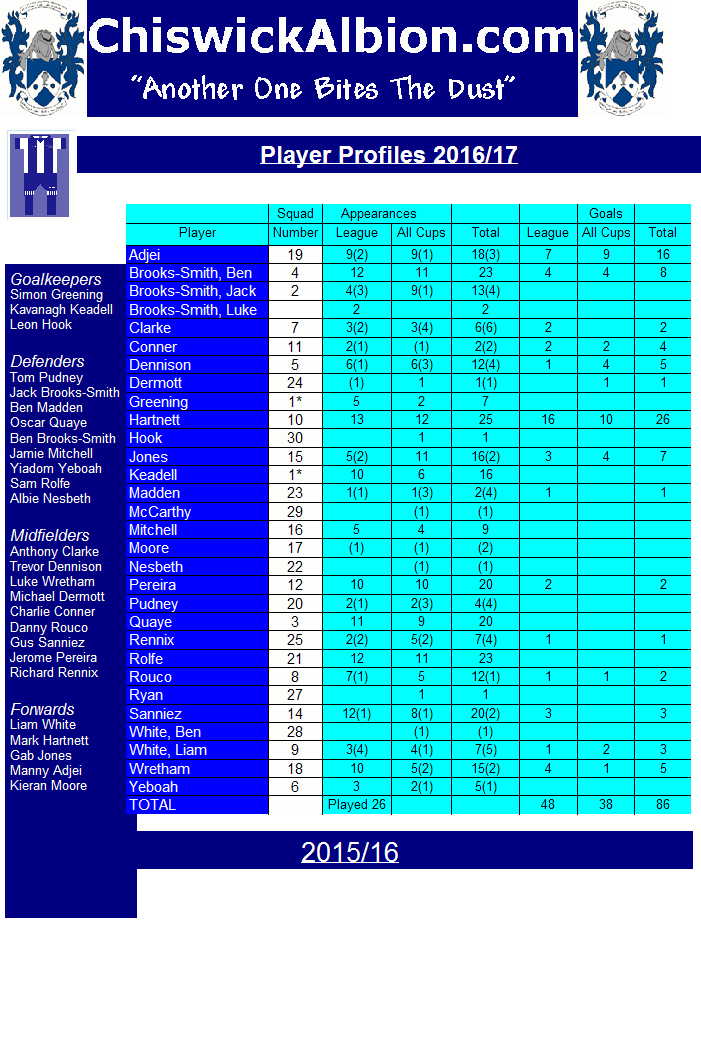 ChiswickAlbion.com
"Another One Bites The Dust"
Player Profiles 2016/17
Goalkeepers
Simon Greening
Kavanagh Keadell
Leon Hook
Defenders
Tom Pudney
Jack Brooks-Smith
Ben Madden
Oscar Quaye
Ben Brooks-Smith
Jamie Mitchell
Yiadom Yeboah
Sam Rolfe
Albie Nesbeth
Midfielders
Anthony Clarke
Trevor Dennison
Luke Wretham
Michael Dermott
Charlie Conner
Danny Rouco
Gus Sanniez
Jerome Pereira
Richard Rennix
Forwards
Liam White
Mark Hartnett
Gab Jones
Manny Adjei
Kieran Moore
Squad Appearances Goals
Player Number League All Cups Total League All Cups Total
Adjei 19 9(2) 9(1) 18(3) 7 9 16
Brooks-Smith, Ben 4 12 11 23 4 4 8
Brooks-Smith, Jack 2 4(3) 9(1) 13(4)
Brooks-Smith, Luke 2 2
Clarke 7 3(2) 3(4) 6(6) 2 2
Conner 11 2(1) (1) 2(2) 2 2 4
Dennison 5 6(1) 6(3) 12(4) 1 4 5
Dermott 24 (1) 1 1(1) 1 1
Greening 1* 5 2 7
Hartnett 10 13 12 25 16 10 26
Hook 30 1 1
Jones 15 5(2) 11 16(2) 3 4 7
Keadell 1* 10 6 16
Madden 23 1(1) 1(3) 2(4) 1 1
McCarthy 29 (1) (1)
Mitchell 16 5 4 9
Moore 17 (1) (1) (2)
Nesbeth 22 (1) (1)
Pereira 12 10 10 20 2 2
Pudney 20 2(1) 2(3) 4(4)
Quaye 3 11 9 20
Rennix 25 2(2) 5(2) 7(4) 1 1
Rolfe 21 12 11 23
Rouco 8 7(1) 5 12(1) 1 1 2
Ryan 27 1 1
Sanniez 14 12(1) 8(1) 20(2) 3 3
White, Ben 28 (1) (1)
White, Liam 9 3(4) 4(1) 7(5) 1 2 3
Wretham 18 10 5(2) 15(2) 4 1 5
Yeboah 6 3 2(1) 5(1)
TOTAL Played 26 48 38 86
2015/16